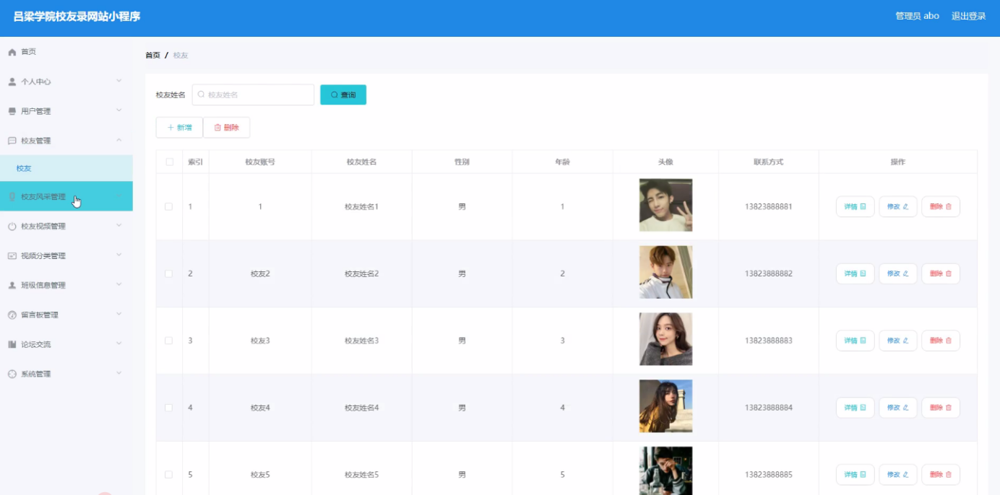 吕梁学院校友录网站小程序
管理员 abo 退出登录
首页
个人中心
用户管理
校友管理
校友
校友风采管理
校友视频管理
视频分类管理
班级信息管理
留言板管理
论坛交流
系统管理
首页 / 校友
校友姓名 校友姓名 查询
新增 删除
索引 校友账号 校友姓名 性别 年龄 头像 联系方式 操作
1 1 校友姓名1 男 1 13823888881 详情 修改 删除
2 校友2 校友姓名2 男 2 13823888882 详情 修改 删除
3 校友3 校友姓名3 男 3 13823888883 详情 修改 删除
4 校友4 校友姓名4 男 4 13823888884 详情 修改 删除
5 校友5 校友姓名5 男 5 13823888885 详情 修改 删除